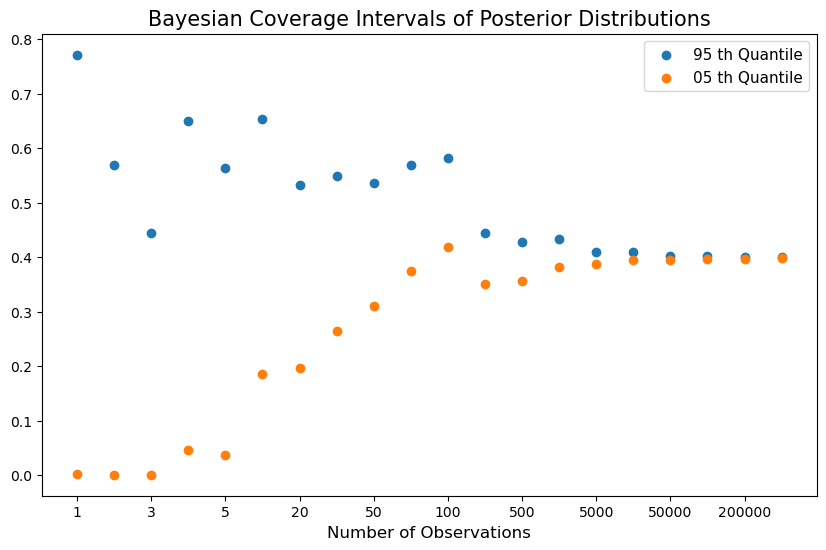 Bayesian Coverage Intervals of Posterior Distributions
95 th Quantile
05 th Quantile
0.8
0.7
0.6
0.5
0.4
0.3
0.2
0.1
0.0
1 3 5 20 50 100 500 5000 50000 200000
Number of Observations